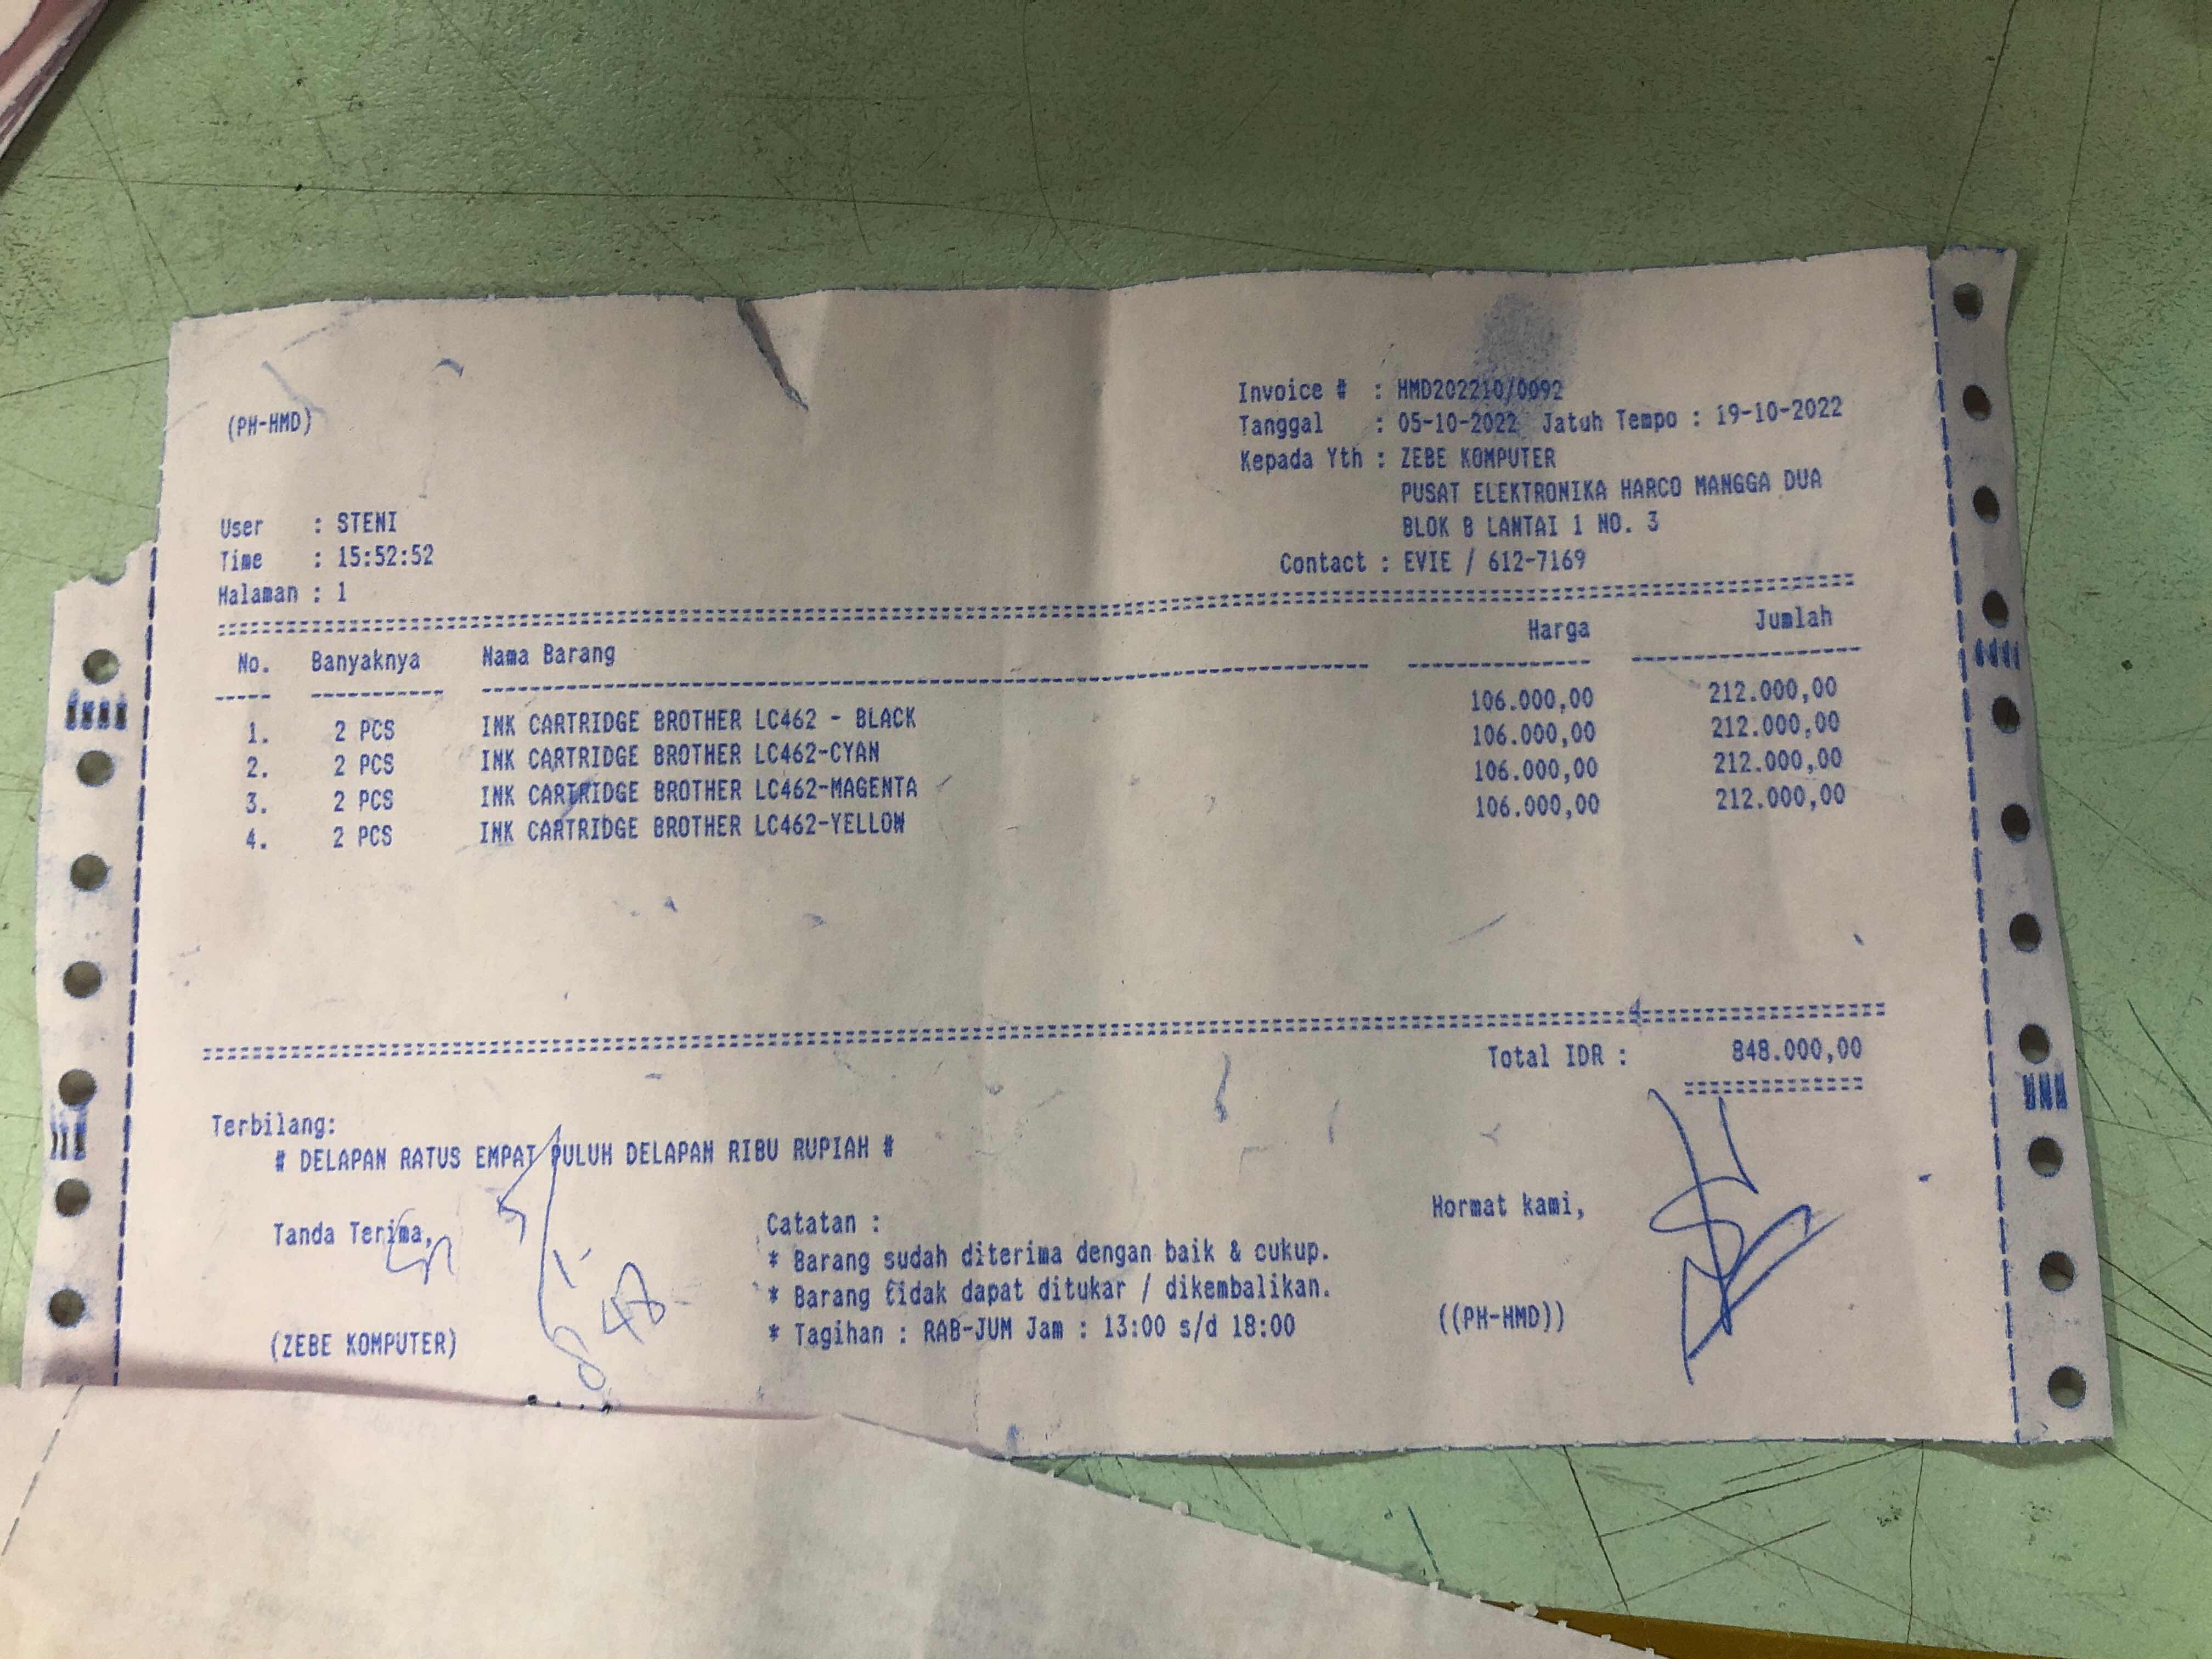 (PH-HMD)
Invoice # : HMD202210/0092
Tanggal : 05-10-2022 Jatuh Tempo : 19-10-2022
Kepada Yth : ZEBE KOMPUTER
PUSAT ELEKTRONIKA HARCO MANGGA DUA
BLOK B LANTAI 1 NO. 3
Contact : EVIE / 612-7169
User : STENI
Time : 15:52:52
Halaman : 1
No. Banyaknya Nama Barang Harga Jumlah
1. 2 PCS INK CARTRIDGE BROTHER LC462 - BLACK 106.000,00 212.000,00
2. 2 PCS INK CARTRIDGE BROTHER LC462-CYAN 106.000,00 212.000,00
3. 2 PCS INK CARTRIDGE BROTHER LC462-MAGENTA 106.000,00 212.000,00
4. 2 PCS INK CARTRIDGE BROTHER LC462-YELLOW 106.000,00 212.000,00
Total IDR : 848.000,00
Terbilang:
# DELAPAN RATUS EMPAT PULUH DELAPAN RIBU RUPIAH #
Tanda Terima,
(ZEBE KOMPUTER)
Catatan :
* Barang sudah diterima dengan baik & cukup.
* Barang tidak dapat ditukar / dikembalikan.
* Tagihan : RAB-JUM Jam : 13:00 s/d 18:00
Hormat kami,
((PH-HMD))